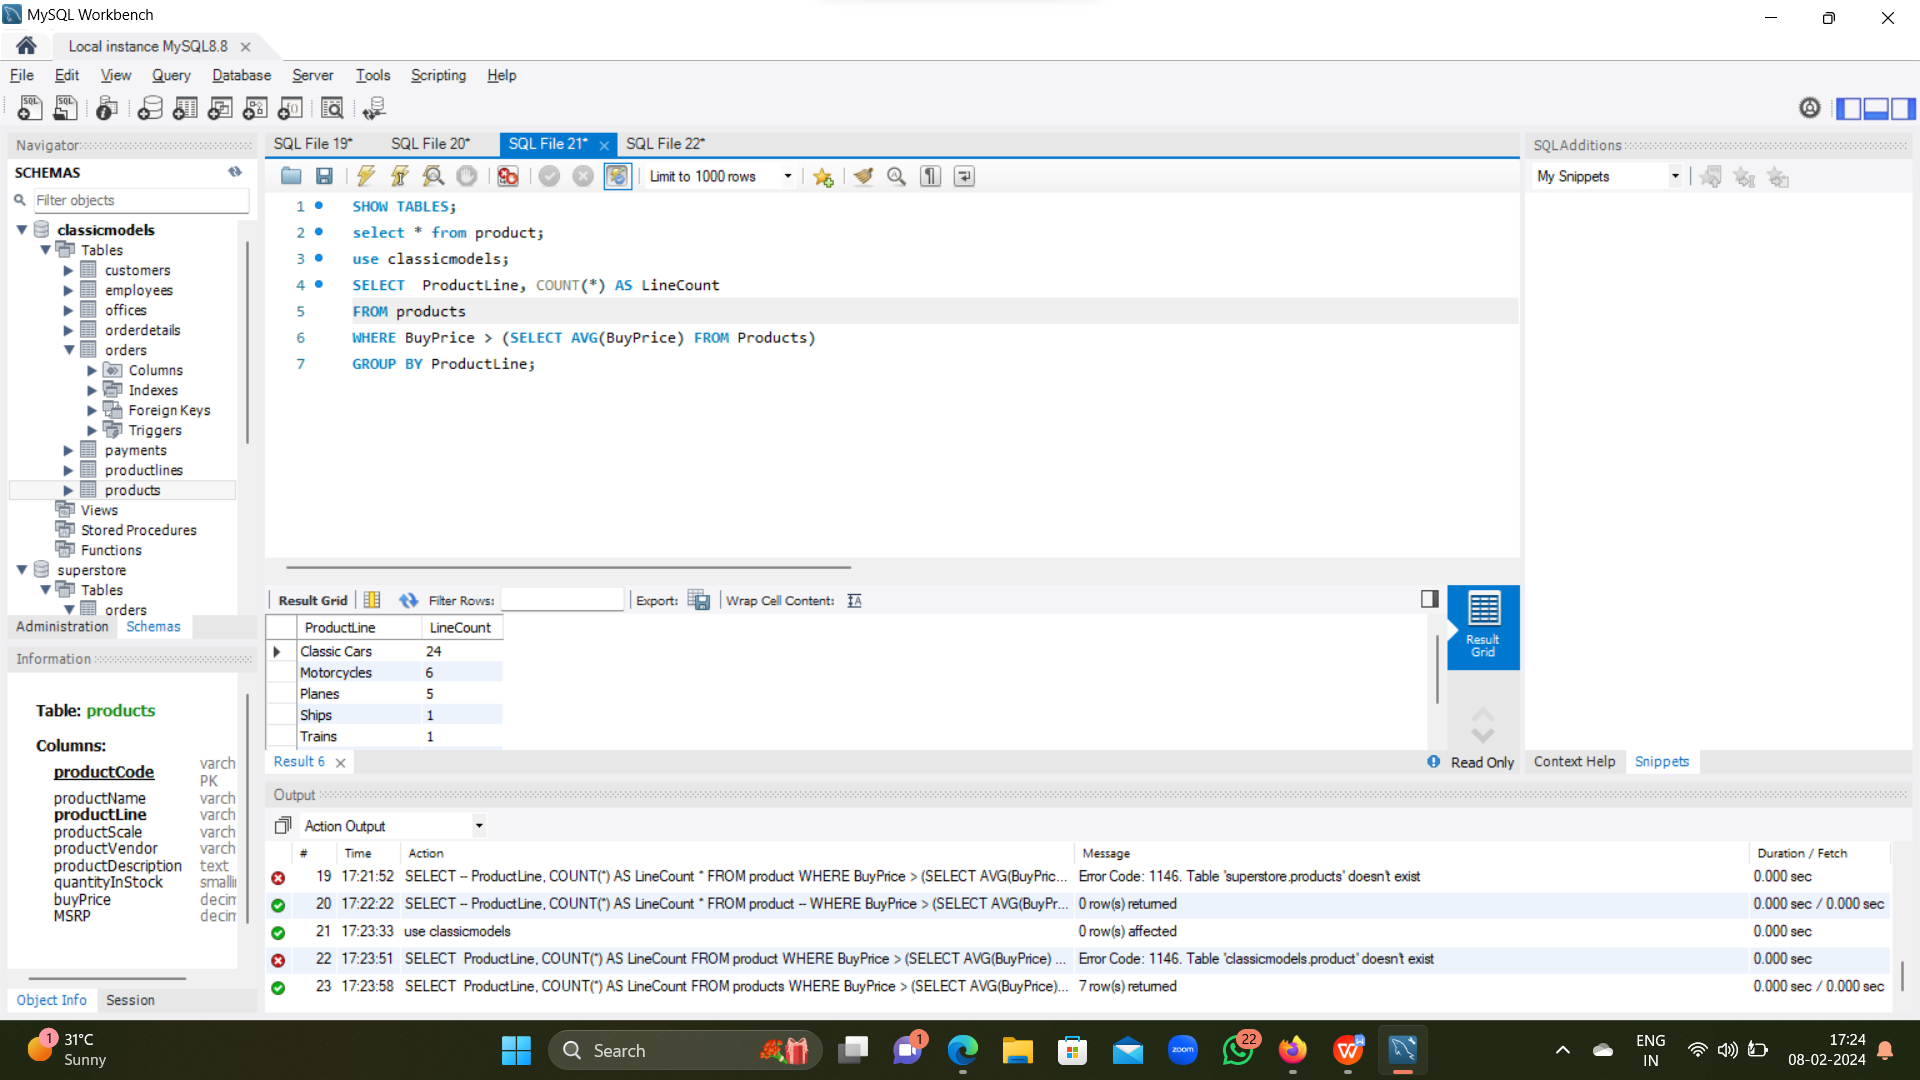 MySQL Workbench
Local instance MySQL8.8
File Edit View Query Database Server Tools Scripting Help
Navigator
SCHEMAS
Filter objects
classicmodels
Tables
customers
employees
offices
orderdetails
orders
Columns
Indexes
Foreign Keys
Triggers
payments
productlines
products
Views
Stored Procedures
Functions
superstore
Tables
orders
Administration Schemas
Information
Table: products
Columns:
productCode varch
PK
productName varch
productLine varch
productScale varch
productVendor varch
productDescription text
quantityInStock smallin
buyPrice decim
MSRP decim
Object Info Session
SQL File 19* SQL File 20* SQL File 21* SQL File 22*
Limit to 1000 rows
1 SHOW TABLES;
2 select * from product;
3 use classicmodels;
4 SELECT ProductLine, COUNT(*) AS LineCount
5 FROM products
6 WHERE BuyPrice > (SELECT AVG(BuyPrice) FROM Products)
7 GROUP BY ProductLine;
Result Grid Filter Rows: Export: Wrap Cell Content:
ProductLine LineCount
Classic Cars 24
Motorcycles 6
Planes 5
Ships 1
Trains 1
Result Grid
Result 6 Read Only
SQLAdditions
My Snippets
Context Help Snippets
Output
Action Output
# Time Action Message Duration / Fetch
19 17:21:52 SELECT -- ProductLine, COUNT(*) AS LineCount * FROM product WHERE BuyPrice > (SELECT AVG(BuyPric... Error Code: 1146. Table 'superstore.products' doesn't exist 0.000 sec
20 17:22:22 SELECT -- ProductLine, COUNT(*) AS LineCount * FROM product -- WHERE BuyPrice > (SELECT AVG(BuyPr... 0 row(s) returned 0.000 sec / 0.000 sec
21 17:23:33 use classicmodels 0 row(s) affected 0.000 sec
22 17:23:51 SELECT ProductLine, COUNT(*) AS LineCount FROM product WHERE BuyPrice > (SELECT AVG(BuyPrice) ... Error Code: 1146. Table 'classicmodels.product' doesn't exist 0.000 sec
23 17:23:58 SELECT ProductLine, COUNT(*) AS LineCount FROM products WHERE BuyPrice > (SELECT AVG(BuyPrice)... 7 row(s) returned 0.000 sec / 0.000 sec
1 31°C
Sunny
Search
1
zoom
22
W
ENG
IN
17:24
08-02-2024